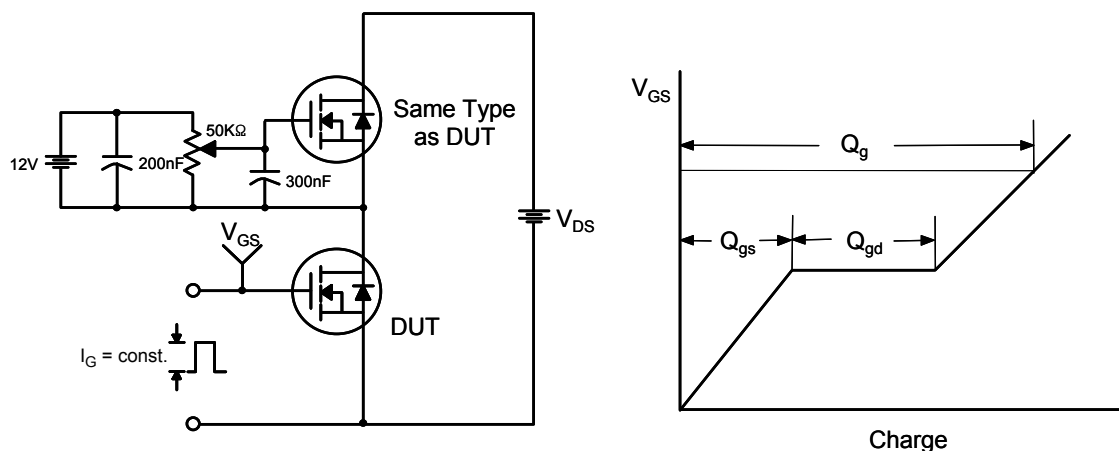 12V
200nF
50KΩ
300nF
Same Type
as DUT
V_DS
V_GS
DUT
I_G = const.
V_GS
Q_g
Q_gs
Q_gd
Charge